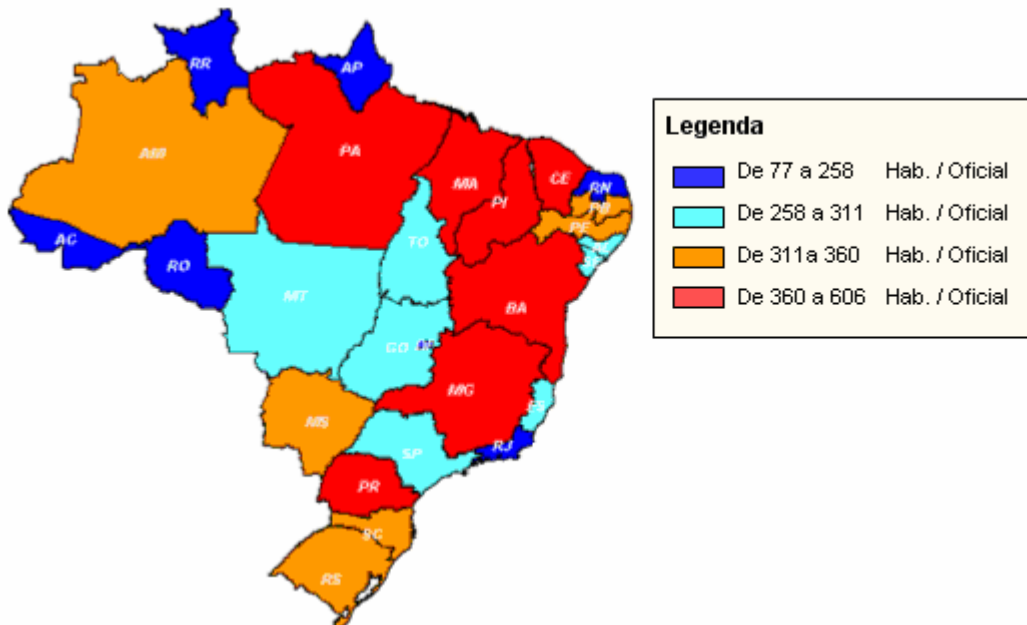 RR
AP
AM
PA
MA
CE
RN
PB
PI
PE
AC
RO
TO
SE
MT
BA
GO
MG
ES
MS
SP
RJ
PR
SC
RS
Legenda
De 77 a 258 Hab. / Oficial
De 258 a 311 Hab. / Oficial
De 311a 360 Hab. / Oficial
De 360 a 606 Hab. / Oficial